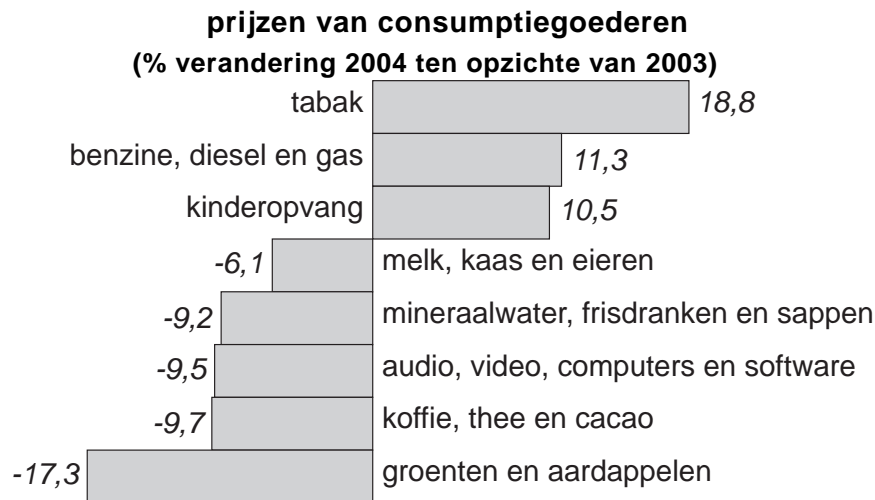 prijzen van consumptiegoederen
(% verandering 2004 ten opzichte van 2003)
tabak 18,8
benzine, diesel en gas 11,3
kinderopvang 10,5
-6,1 melk, kaas en eieren
-9,2 mineraalwater, frisdranken en sappen
-9,5 audio, video, computers en software
-9,7 koffie, thee en cacao
-17,3 groenten en aardappelen